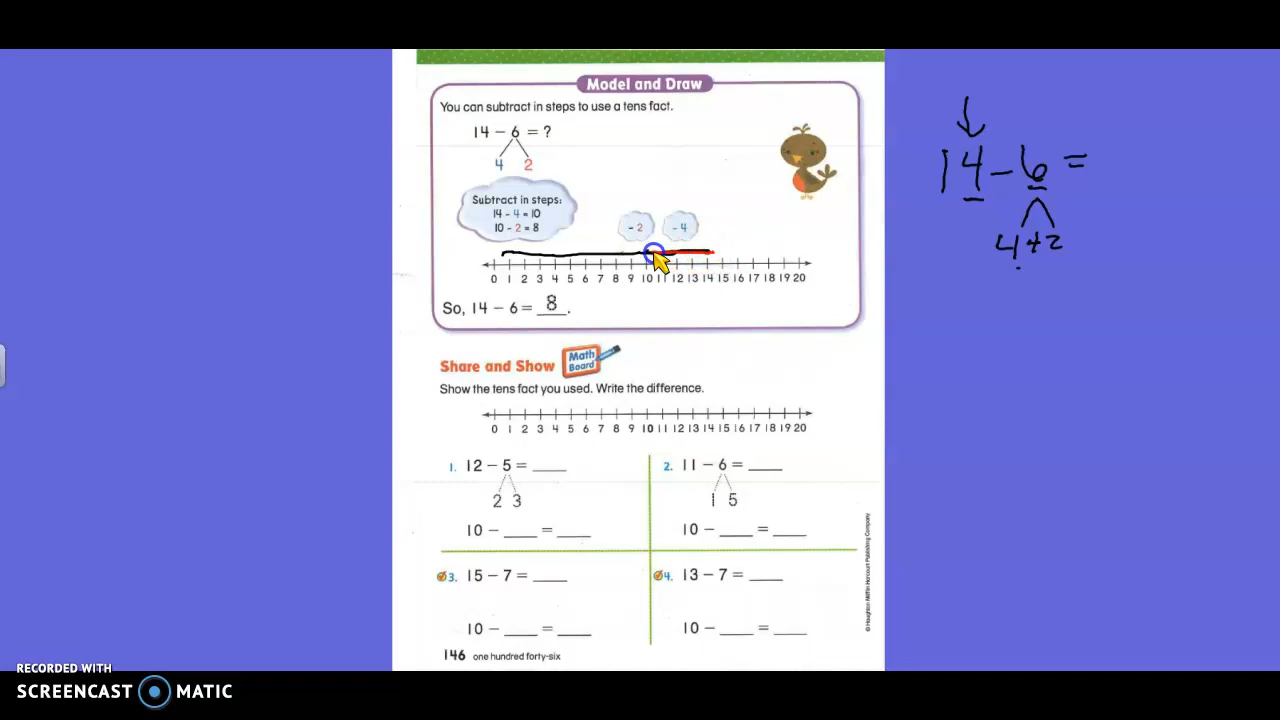 Model and Draw
You can subtract in steps to use a tens fact.
14 − 6 = ?
4 2
Subtract in steps:
14 - 4 = 10
10 - 2 = 8
- 2 - 4
0 1 2 3 4 5 6 7 8 9 10 11 12 13 14 15 16 17 18 19 20
So, 14 − 6 = 8.
14 − 6 =
4 + 2
Share and Show Math Board
Show the tens fact you used. Write the difference.
0 1 2 3 4 5 6 7 8 9 10 11 12 13 14 15 16 17 18 19 20
1. 12 − 5 = ____
2 3
10 − ____ = ____
2. 11 − 6 = ____
1 5
10 − ____ = ____
3. 15 − 7 = ____
10 − ____ = ____
4. 13 − 7 = ____
10 − ____ = ____
© Houghton Mifflin Harcourt Publishing Company
146 one hundred forty-six
RECORDED WITH
SCREENCAST MATIC